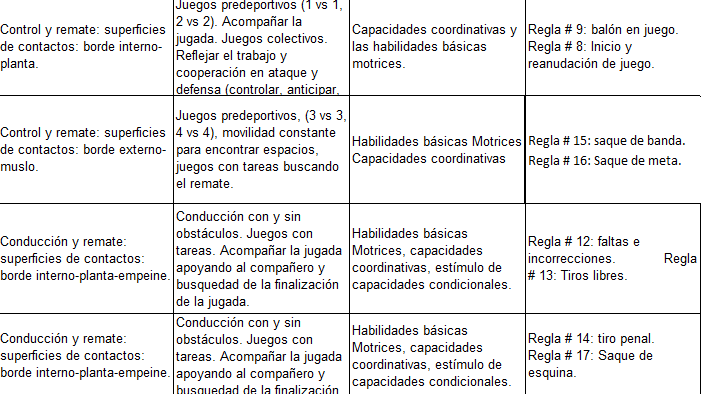 Control y remate: superficies
de contactos: borde interno-
planta.
Juegos predeportivos (1 vs 1,
2 vs 2). Acompañar la
jugada. Juegos colectivos.
Reflejar el trabajo y
cooperación en ataque y
defensa (controlar, anticipar,
Capacidades coordinativas y
las habilidades básicas
motrices.
Regla # 9: balón en juego.
Regla # 8: Inicio y
reanudación de juego.
Control y remate: superficies
de contactos: borde externo-
muslo.
Juegos predeportivos, (3 vs 3,
4 vs 4), movilidad constante
para encontrar espacios,
juegos con tareas buscando
el remate.
Habilidades básicas Motrices
Capacidades coordinativas
Regla # 15: saque de banda.
Regla # 16: Saque de meta.
Conducción y remate:
superficies de contactos:
borde interno-planta-empeine.
Conducción con y sin
obstáculos. Juegos con
tareas. Acompañar la jugada
apoyando al compañero y
busquedad de la finalización
de la jugada.
Habilidades básicas
Motrices, capacidades
coordinativas, estímulo de
capacidades condicionales.
Regla # 12: faltas e
incorrecciones. Regla
# 13: Tiros libres.
Conducción y remate:
superficies de contactos:
borde interno-planta-empeine.
Conducción con y sin
obstáculos. Juegos con
tareas. Acompañar la jugada
apoyando al compañero y
busquedad de la finalización
Habilidades básicas
Motrices, capacidades
coordinativas, estímulo de
capacidades condicionales.
Regla # 14: tiro penal.
Regla # 17: Saque de
esquina.